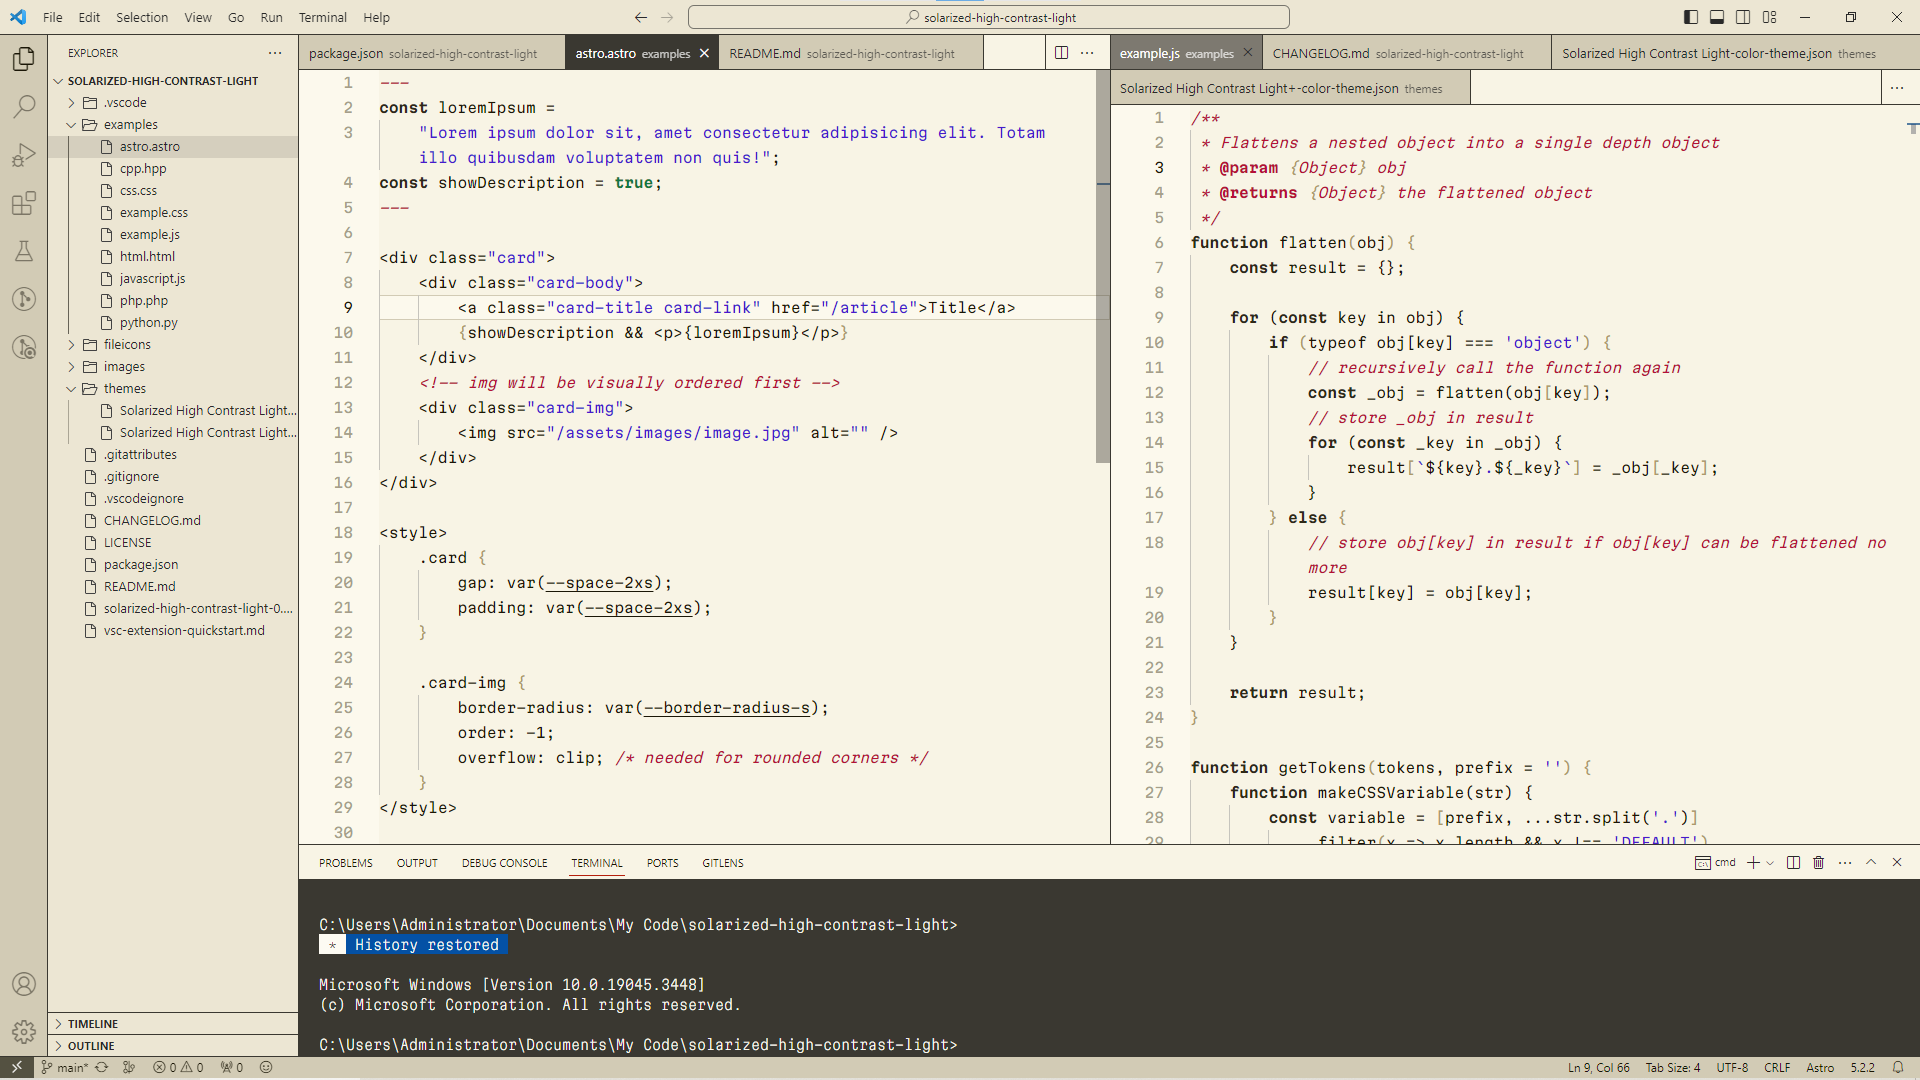 File Edit Selection View Go Run Terminal Help
solarized-high-contrast-light
EXPLORER
SOLARIZED-HIGH-CONTRAST-LIGHT
.vscode
examples
astro.astro
cpp.hpp
css.css
example.css
example.js
html.html
javascript.js
php.php
python.py
fileicons
images
themes
Solarized High Contrast Light...
Solarized High Contrast Light...
.gitattributes
.gitignore
.vscodeignore
CHANGELOG.md
LICENSE
package.json
README.md
solarized-high-contrast-light-0....
vsc-extension-quickstart.md
TIMELINE
OUTLINE
package.json solarized-high-contrast-light
astro.astro examples
README.md solarized-high-contrast-light
1 ---
2 const loremIpsum =
3 "Lorem ipsum dolor sit, amet consectetur adipisicing elit. Totam
illo quibusdam voluptatem non quis!";
4 const showDescription = true;
5 ---
6
7 <div class="card">
8 <div class="card-body">
9 <a class="card-title card-link" href="/article">Title</a>
10 {showDescription && <p>{loremIpsum}</p>}
11 </div>
12 <!-- img will be visually ordered first -->
13 <div class="card-img">
14 <img src="/assets/images/image.jpg" alt="" />
15 </div>
16 </div>
17
18 <style>
19 .card {
20 gap: var(--space-2xs);
21 padding: var(--space-2xs);
22 }
23
24 .card-img {
25 border-radius: var(--border-radius-s);
26 order: -1;
27 overflow: clip; /* needed for rounded corners */
28 }
29 </style>
30
example.js examples
CHANGELOG.md solarized-high-contrast-light
Solarized High Contrast Light-color-theme.json themes
Solarized High Contrast Light+-color-theme.json themes
1 /**
2 * Flattens a nested object into a single depth object
3 * @param {Object} obj
4 * @returns {Object} the flattened object
5 */
6 function flatten(obj) {
7 const result = {};
8
9 for (const key in obj) {
10 if (typeof obj[key] === 'object') {
11 // recursively call the function again
12 const _obj = flatten(obj[key]);
13 // store _obj in result
14 for (const _key in _obj) {
15 result[`${key}.${_key}`] = _obj[_key];
16 }
17 } else {
18 // store obj[key] in result if obj[key] can be flattened no
more
19 result[key] = obj[key];
20 }
21 }
22
23 return result;
24 }
25
26 function getTokens(tokens, prefix = '') {
27 function makeCSSVariable(str) {
28 const variable = [prefix, ...str.split('.')]
29 .filter(x => x.length && x !== 'DEFAULT')
PROBLEMS OUTPUT DEBUG CONSOLE TERMINAL PORTS GITLENS
cmd
C:\Users\Administrator\Documents\My Code\solarized-high-contrast-light>
* History restored
Microsoft Windows [Version 10.0.19045.3448]
(c) Microsoft Corporation. All rights reserved.
C:\Users\Administrator\Documents\My Code\solarized-high-contrast-light>
main* 0 0 0
Ln 9, Col 66 Tab Size: 4 UTF-8 CRLF Astro 5.2.2